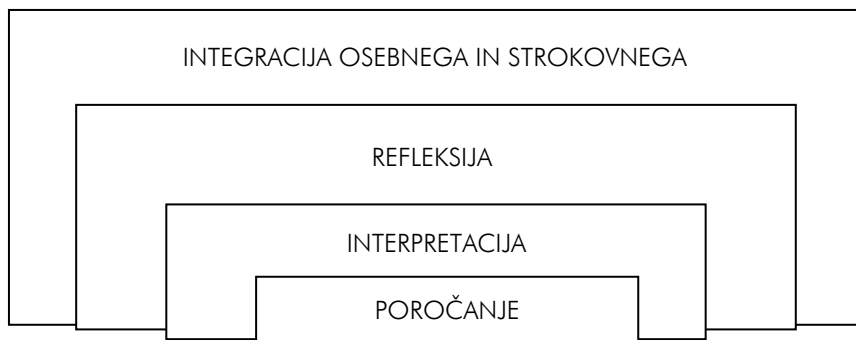 INTEGRACIJA OSEBNEGA IN STROKOVNEGA
REFLEKSIJA
INTERPRETACIJA
POROČANJE